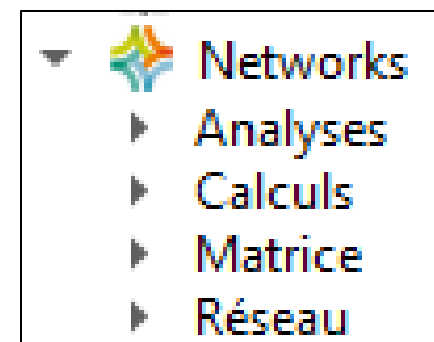 Networks
Analyses
Calculs
Matrice
Réseau